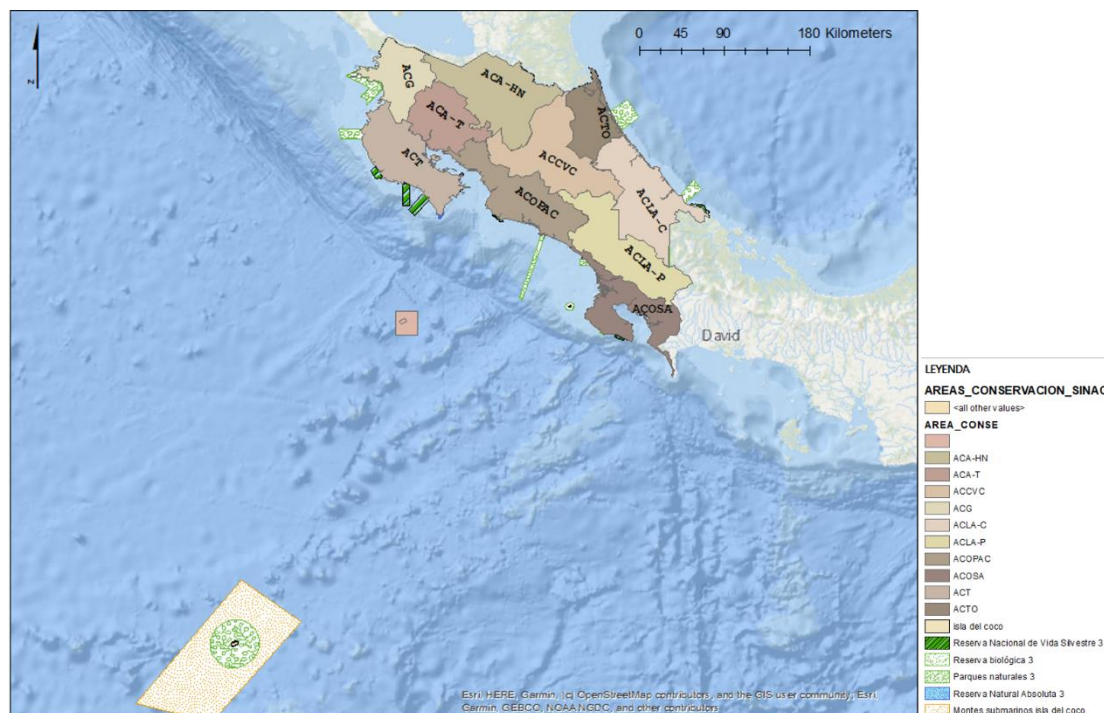 0 45 90 180 Kilometers
z
ACG
ACA-HN
ACA-T
ACTO
ACT
ACCVC
ACOPAC
ACLA-C
ACLA-P
ACOSA
David
LEYENDA
AREAS_CONSERVACION_SINAC
<all other values>
AREA_CONSE
ACA-HN
ACA-T
ACCVC
ACG
ACLA-C
ACLA-P
ACOPAC
ACOSA
ACT
ACTO
isla del coco
Reserva Nacional de Vida Silvestre 3
Reserva biológica 3
Parques naturales 3
Reserva Natural Absoluta 3
Montes submarinos isla del coco
Esri, HERE, Garmin, (c) OpenStreetMap contributors, and the GIS user community, Esri,
Garmin, GEBCO, NOAA NGDC, and other contributors